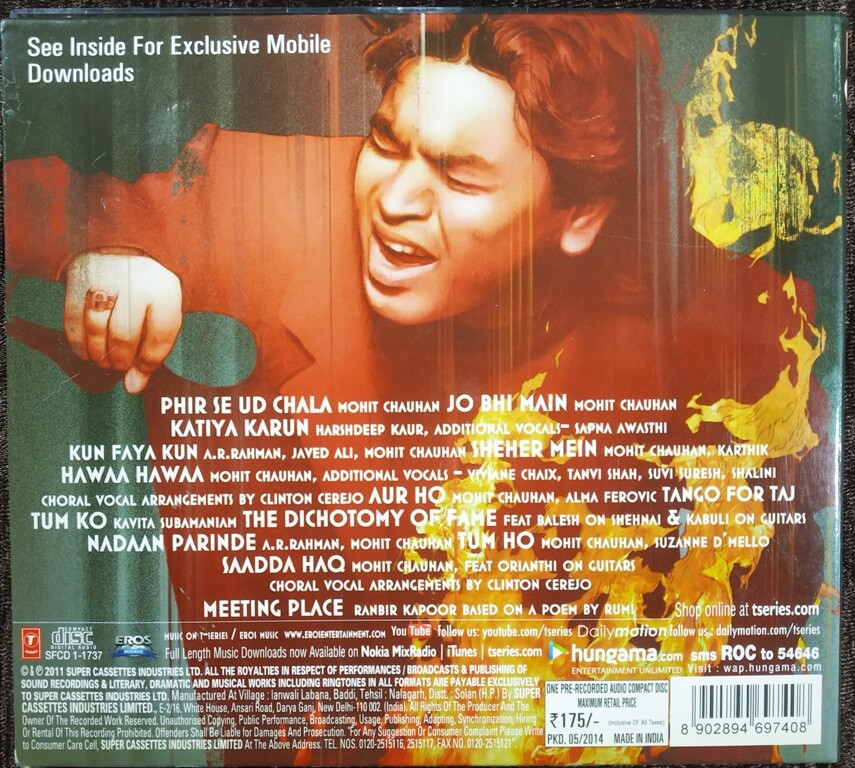 See Inside For Exclusive Mobile
Downloads
PHIR SE UD CHALA MOHIT CHAUHAN JO BHI MAIN MOHIT CHAUHAN
KATIYA KARUN HARSHDEEP KAUR, ADDITIONAL VOCALS- SAPNA AWASTHI
KUN FAYA KUN A.R.RAHMAN, JAVED ALI, MOHIT CHAUHAN SHEHER MEIN MOHIT CHAUHAN, KARTHIK
HAWAA HAWAA MOHIT CHAUHAN, ADDITIONAL VOCALS - VIVIANE CHAIX, TANVI SHAH, SUVI SURESH, SHALINI
CHORAL VOCAL ARRANGEMENTS BY CLINTON CEREJO AUR HO MOHIT CHAUHAN, ALMA FEROVIC TANGO FOR TAJ
TUM KO KAVITA SUBAMANIAM THE DICHOTOMY OF FAME FEAT BALESH ON SHEHNAI & KABULI ON GUITARS
NADAAN PARINDE A.R.RAHMAN, MOHIT CHAUHAN TUM HO MOHIT CHAUHAN, SUZANNE D'MELLO
SAADDA HAQ MOHIT CHAUHAN, FEAT ORIANTHI ON GUITARS
CHORAL VOCAL ARRANGEMENTS BY CLINTON CEREJO
MEETING PLACE RANBIR KAPOOR BASED ON A POEM BY RUMI Shop online at tseries.com
T COMPACT disc DIGITAL AUDIO EROS MUSIC MUSIC ON T-SERIES / EROS MUSIC WWW.EROSENTERTAINMENT.COM You Tube follow us: youtube.com/tseries Dailymotion follow us: dailymotion.com/tseries
SFCD 1-1737 Full Length Music Downloads now Available on Nokia MixRadio | iTunes | tseries.com hungama.com sms ROC to 54646
ENTERTAINMENT UNLIMITED Visit : wap.hungama.com
© & ℗ 2011 SUPER CASSETTES INDUSTRIES LTD. ALL THE ROYALTIES IN RESPECT OF PERFORMANCES / BROADCASTS & PUBLISHING OF
SOUND RECORDINGS & LITERARY, DRAMATIC AND MUSICAL WORKS INCLUDING RINGTONES IN ALL FORMATS ARE PAYABLE EXCLUSIVELY
TO SUPER CASSETTES INDUSTRIES LTD. Manufactured At Village : Ianwali Labana, Baddi, Tehsil : Nalagarh, Distt. : Solan (H.P.) By SUPER
CASSETTES INDUSTRIES LIMITED., E-2/16, White House, Ansari Road, Darya Ganj, New Delhi-110 002. (India). All Rights Of The Producer And The
Owner Of The Recorded Work Reserved. Unauthorised Copying, Public Performance, Broadcasting, Usage, Publishing, Adapting, Synchronization, Hiring
or Rental Of This Recording Prohibited. Offenders Shall Be Liable for Damages And Prosecution. "For Any Suggestion Or Consumer Complaint Please Write
to Consumer Care Cell, SUPER CASSETTES INDUSTRIES LIMITED At The Above Address. TEL NOS. 0120-2515116, 2515117, FAX NO. 0120-2515121".
ONE PRE-RECORDED AUDIO COMPACT DISC
MAXIMUM RETAIL PRICE
₹175/- (Inclusive Of All Taxes)
PKD. 05/2014 MADE IN INDIA
8 902894 697408